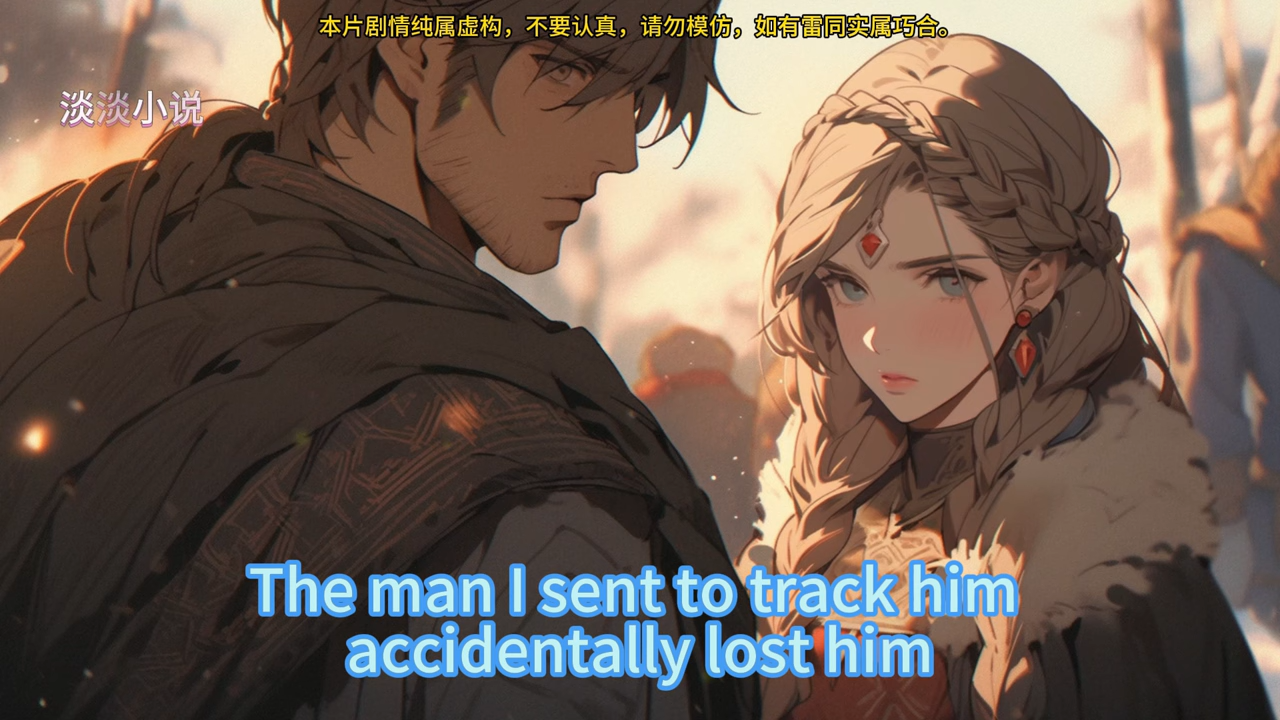 本片剧情纯属虚构，不要认真，请勿模仿，如有雷同实属巧合。
淡淡小说
The man I sent to track him
accidentally lost him